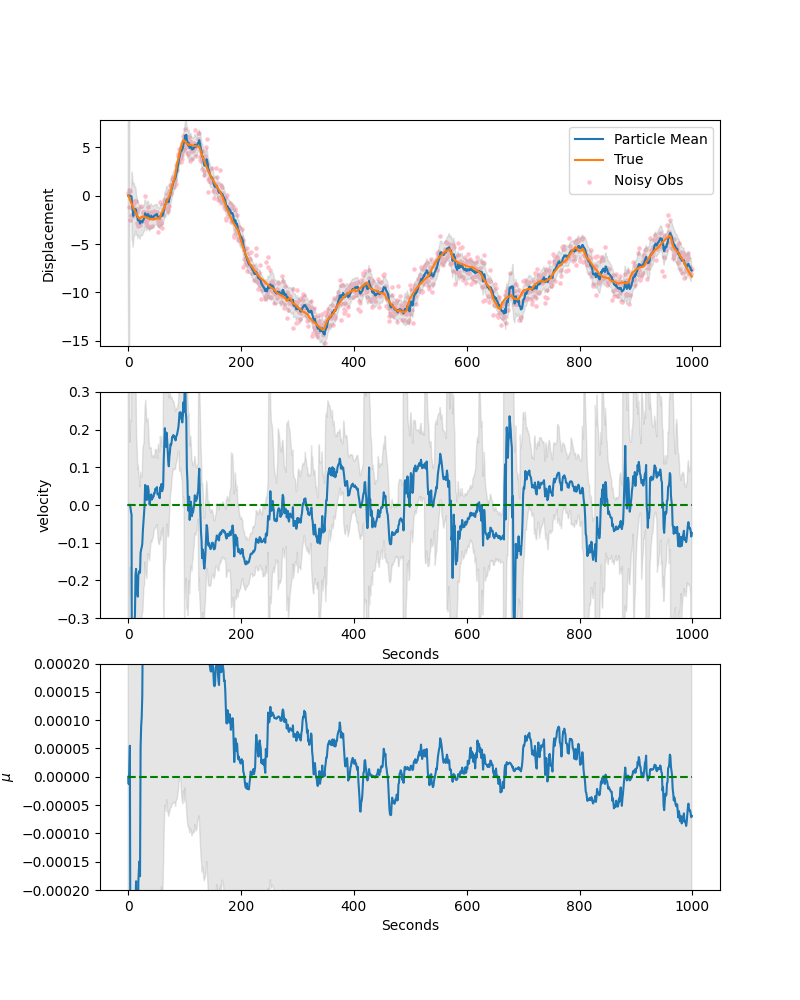 5
0
−5
−10
−15
Displacement
Particle Mean
True
Noisy Obs
0 200 400 600 800 1000
0.3
0.2
0.1
0.0
−0.1
−0.2
−0.3
velocity
0 200 400 600 800 1000
Seconds
0.00020
0.00015
0.00010
0.00005
0.00000
−0.00005
−0.00010
−0.00015
−0.00020
μ
0 200 400 600 800 1000
Seconds